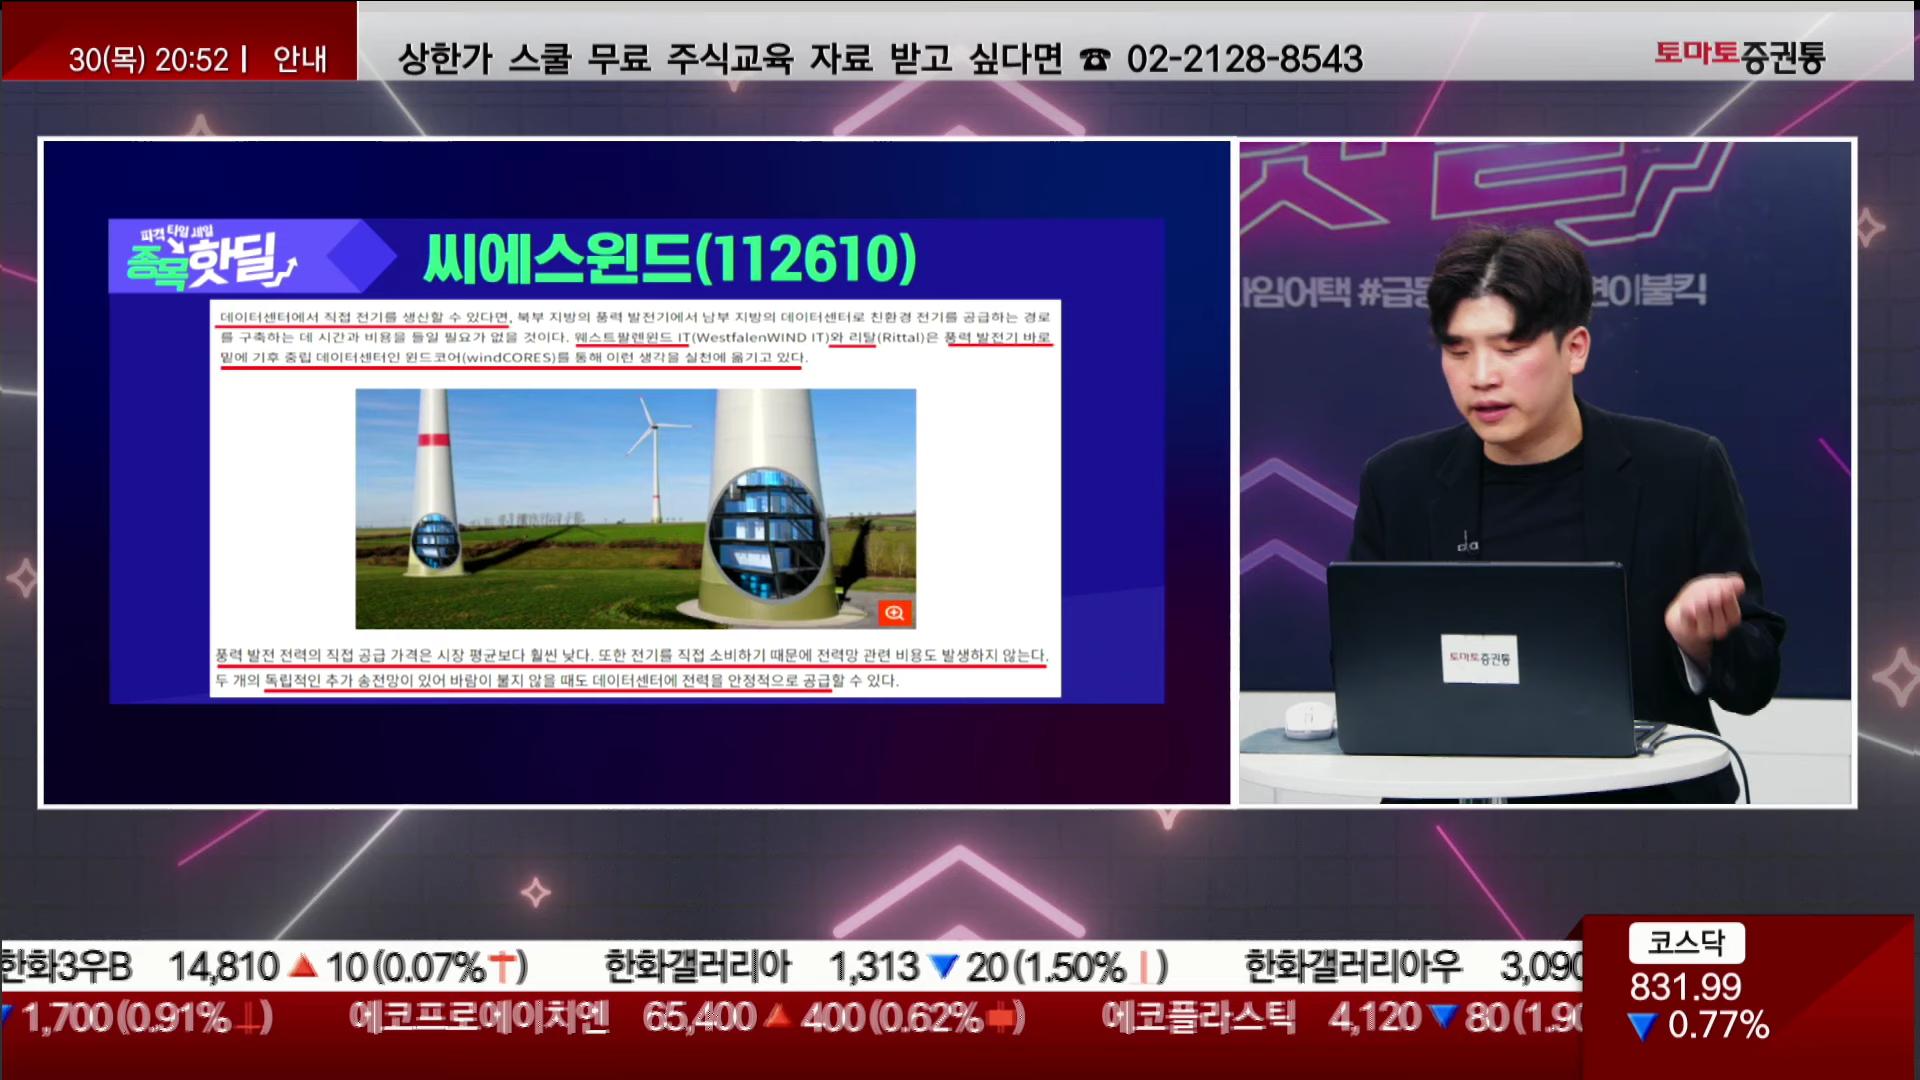 30(목) 20:52 | 안내
상한가 스쿨 무료 주식교육 자료 받고 싶다면 ☎ 02-2128-8543
토마토증권통
파격 타임 세일
종목핫딜
씨에스윈드(112610)
데이터센터에서 직접 전기를 생산할 수 있다면, 북부 지방의 풍력 발전기에서 남부 지방의 데이터센터로 친환경 전기를 공급하는 경로
를 구축하는 데 시간과 비용을 들일 필요가 없을 것이다. 웨스트팔렌윈드 IT(WestfalenWIND IT)와 리탈(Rittal)은 풍력 발전기 바로
밑에 기후 중립 데이터센터인 윈드코어(windCORES)를 통해 이런 생각을 실천에 옮기고 있다.
풍력 발전 전력의 직접 공급 가격은 시장 평균보다 훨씬 낮다. 또한 전기를 직접 소비하기 때문에 전력망 관련 비용도 발생하지 않는다.
두 개의 독립적인 추가 송전망이 있어 바람이 불지 않을 때도 데이터센터에 전력을 안정적으로 공급할 수 있다.
토마토증권통
한화3우B 14,810 ▲ 10 (0.07%↑) 한화갤러리아 1,313 ▼ 20 (1.50%) 한화갤러리아우 3,090
▼ 1,700 (0.91%↓) 에코프로에이치엔 65,400 ▲ 400 (0.62%) 에코플라스틱 4,120 ▼ 80 (1.90
코스닥
831.99
▼ 0.77%